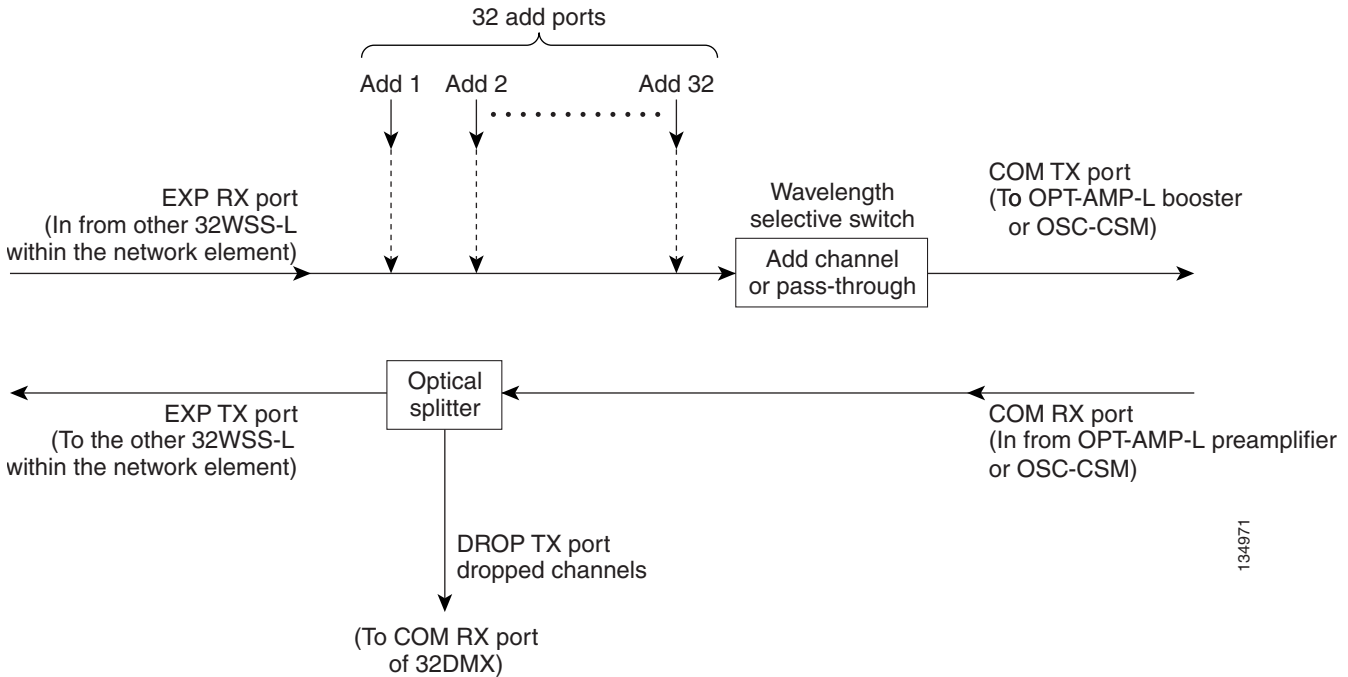 32 add ports
Add 1
Add 2
Add 32
EXP RX port
(In from other 32WSS-L
within the network element)
Wavelength
selective switch
Add channel
or pass-through
COM TX port
(To OPT-AMP-L booster
or OSC-CSM)
Optical
splitter
EXP TX port
(To the other 32WSS-L
within the network element)
COM RX port
(In from OPT-AMP-L preamplifier
or OSC-CSM)
DROP TX port
dropped channels
(To COM RX port
of 32DMX)
134971